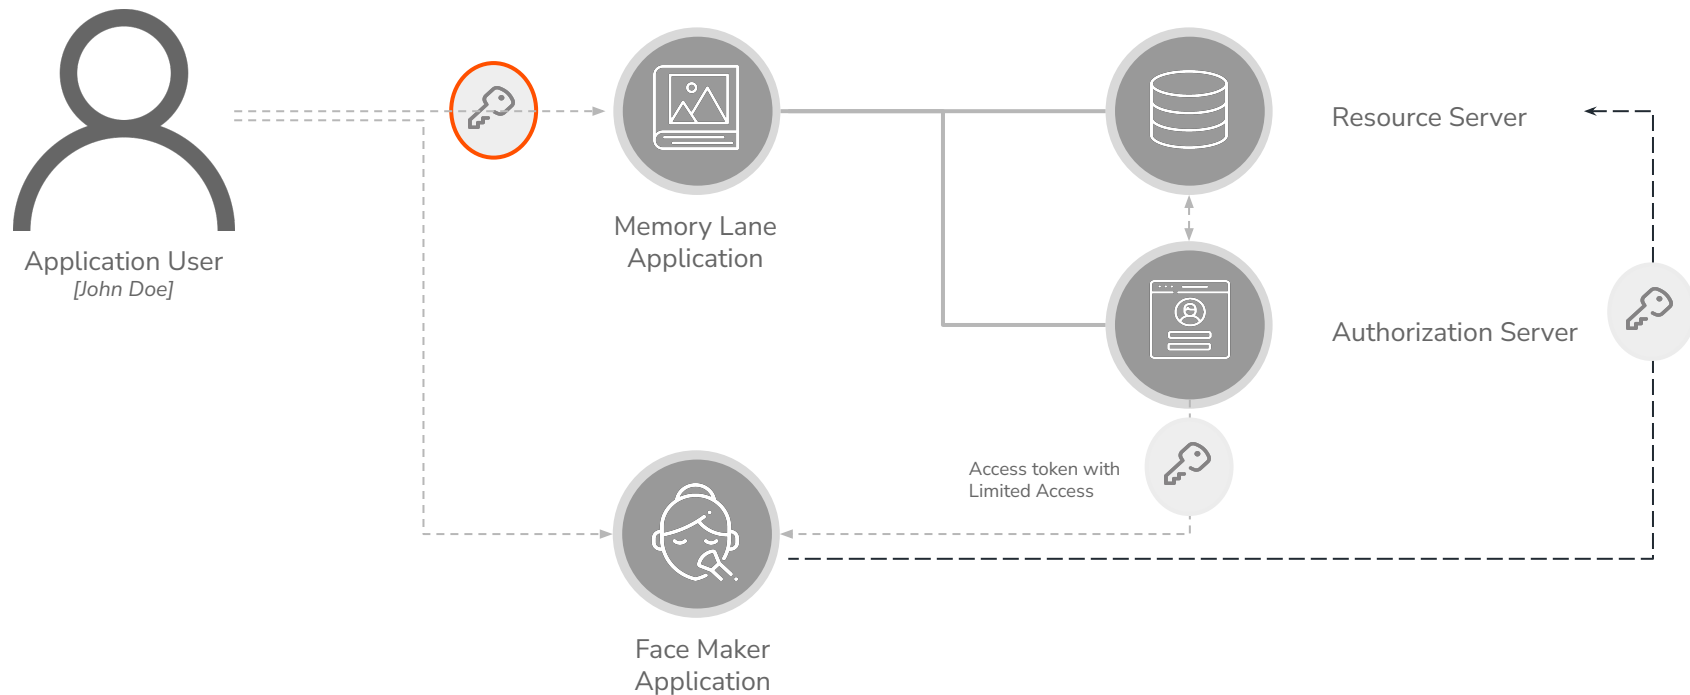 Application User
[John Doe]
Memory Lane
Application
Resource Server
Authorization Server
Access token with
Limited Access
Face Maker
Application